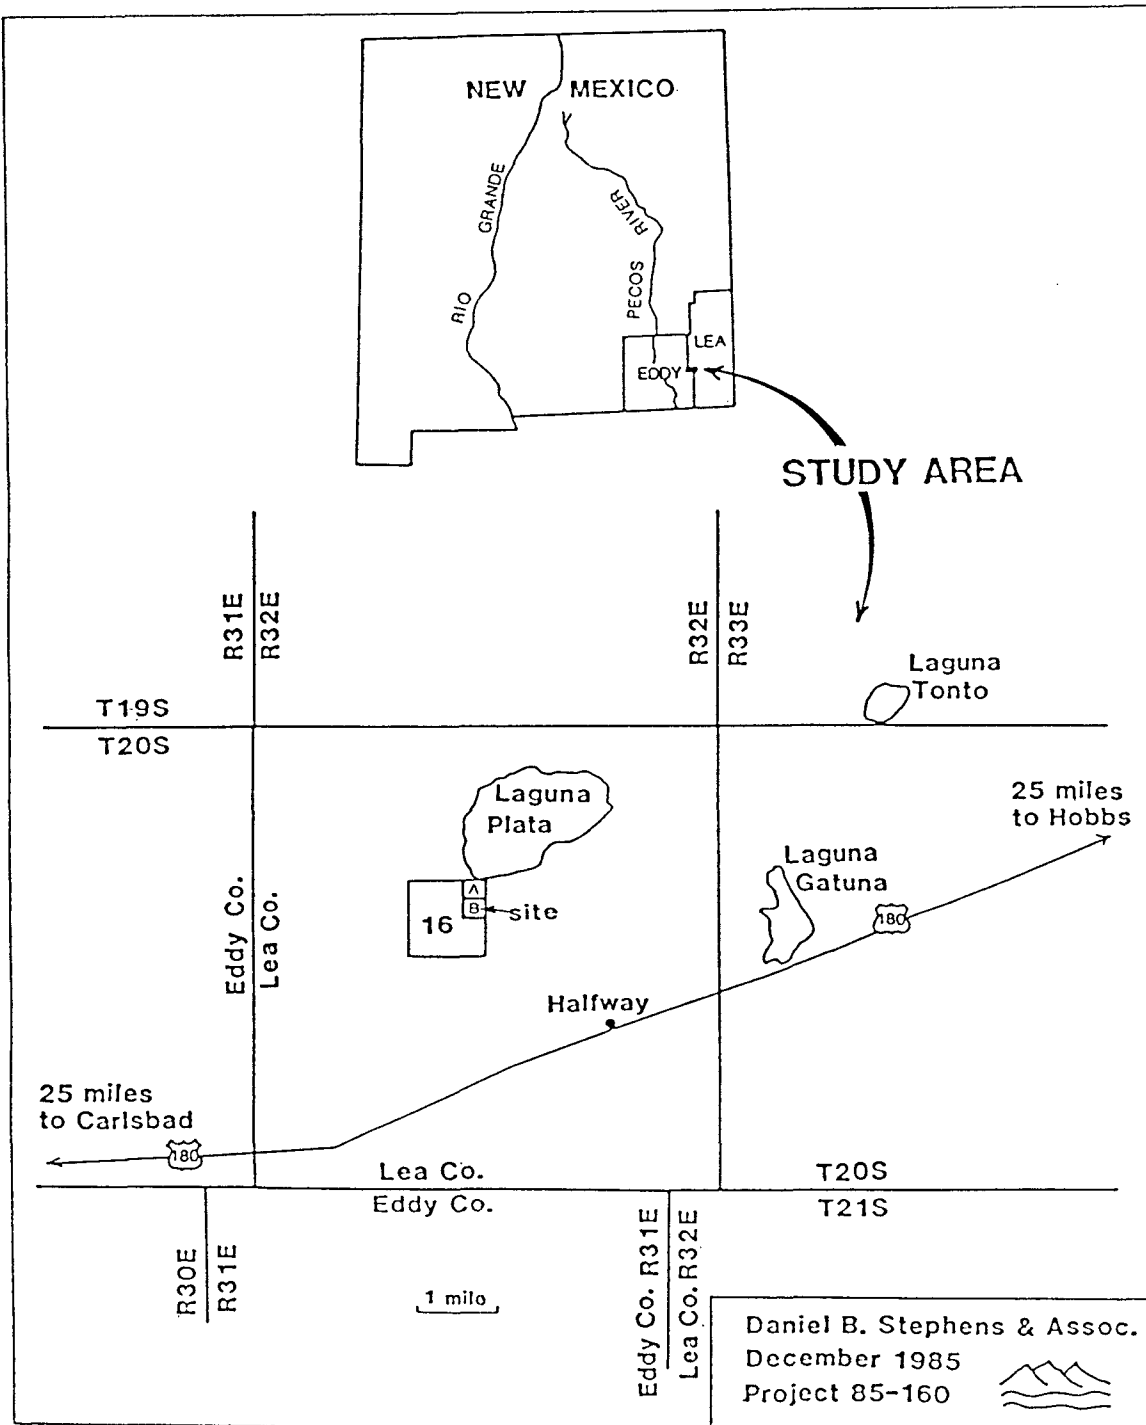 NEW MEXICO
RIO GRANDE
PECOS RIVER
LEA
EDDY
STUDY AREA
R31E
R32E
R32E
R33E
Laguna
Tonto
T19S
T20S
Laguna
Plata
25 miles
to Hobbs
Laguna
Gatuna
Eddy Co.
Lea Co.
A
B
site
16
180
Halfway
25 miles
to Carlsbad
180
Lea Co.
T20S
Eddy Co.
T21S
R30E
R31E
Eddy Co. R31E
Lea Co. R32E
1 mile
Daniel B. Stephens & Assoc.
December 1985
Project 85-160